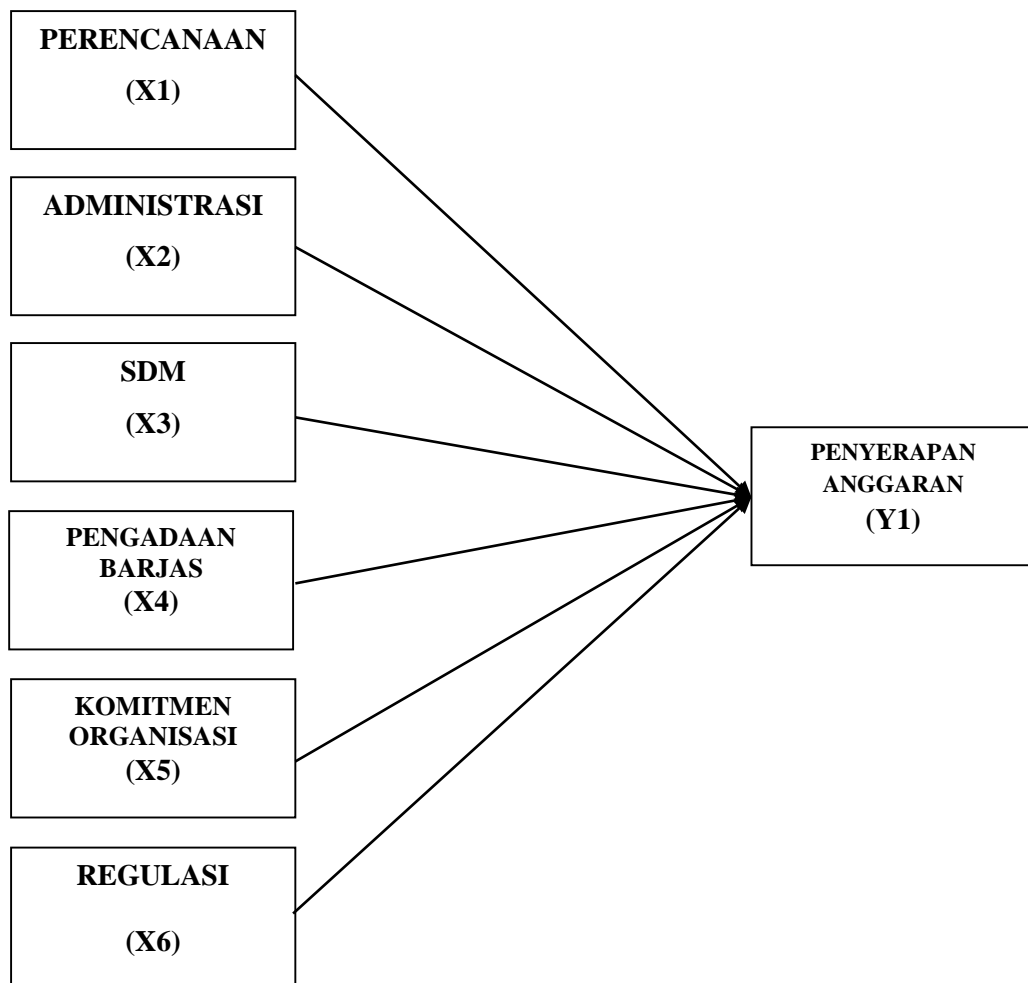 PERENCANAAN
(X1)
ADMINISTRASI
(X2)
SDM
(X3)
PENGADAAN
BARJAS
(X4)
KOMITMEN
ORGANISASI
(X5)
REGULASI
(X6)
PENYERAPAN
ANGGARAN
(Y1)